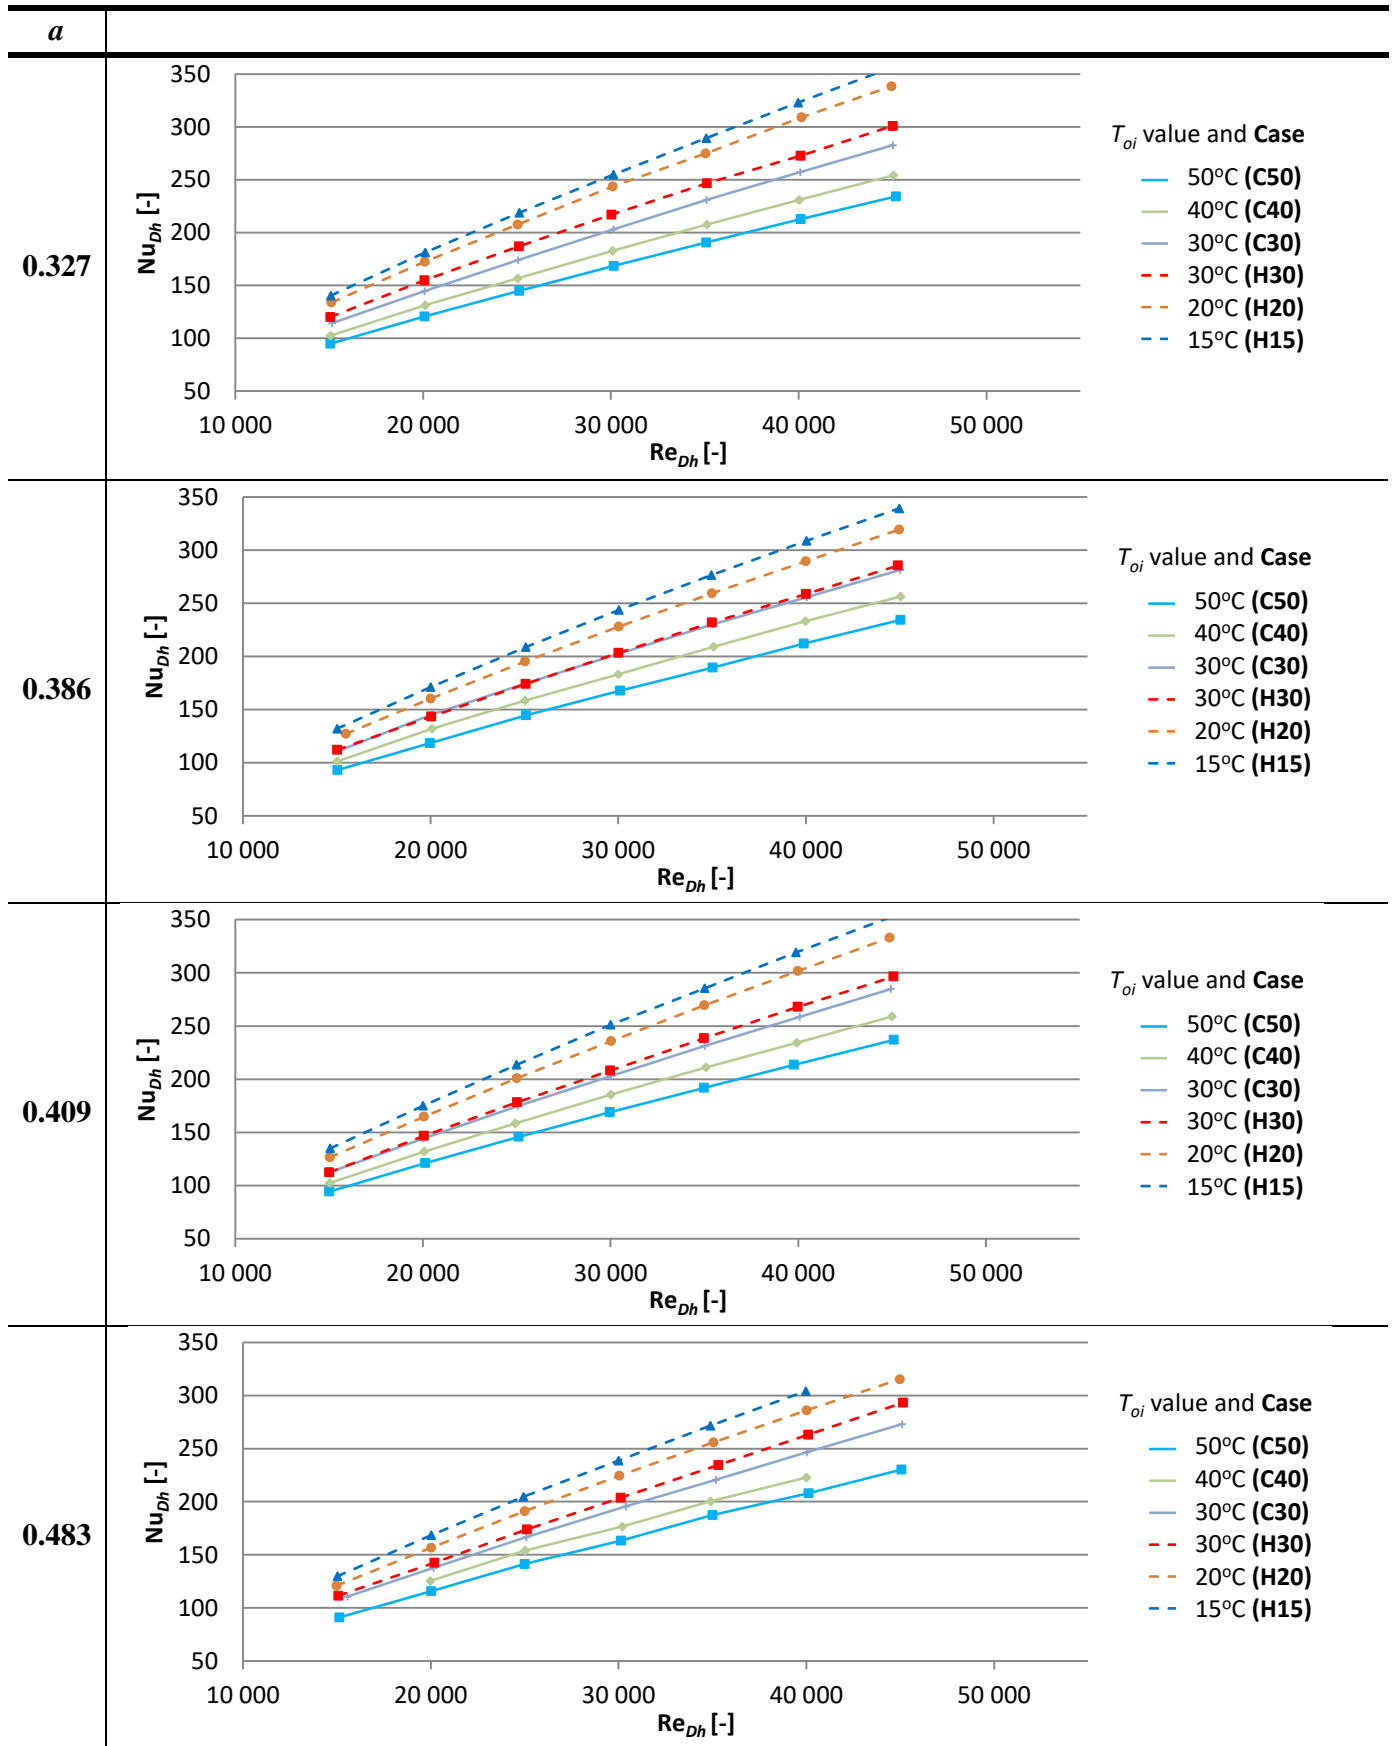 a
0.327
350
300
250
200
150
100
50
Nu_Dh [-]
10 000 20 000 30 000 40 000 50 000
Re_Dh [-]
T_oi value and Case
50°C (C50)
40°C (C40)
30°C (C30)
30°C (H30)
20°C (H20)
15°C (H15)
0.386
350
300
250
200
150
100
50
Nu_Dh [-]
10 000 20 000 30 000 40 000 50 000
Re_Dh [-]
T_oi value and Case
50°C (C50)
40°C (C40)
30°C (C30)
30°C (H30)
20°C (H20)
15°C (H15)
0.409
350
300
250
200
150
100
50
Nu_Dh [-]
10 000 20 000 30 000 40 000 50 000
Re_Dh [-]
T_oi value and Case
50°C (C50)
40°C (C40)
30°C (C30)
30°C (H30)
20°C (H20)
15°C (H15)
0.483
350
300
250
200
150
100
50
Nu_Dh [-]
10 000 20 000 30 000 40 000 50 000
Re_Dh [-]
T_oi value and Case
50°C (C50)
40°C (C40)
30°C (C30)
30°C (H30)
20°C (H20)
15°C (H15)